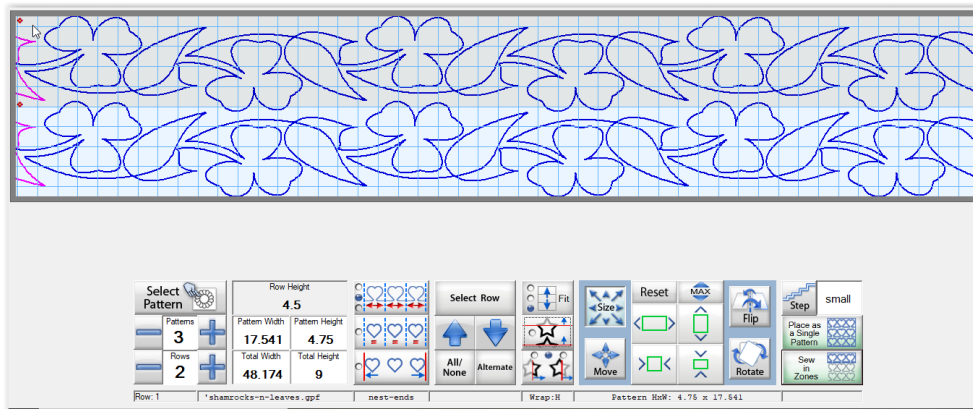 Select Pattern
Patterns
3
Rows
2
Row Height
4.5
Pattern Width Pattern Height
17.541 4.75
Total Width Total Height
48.174 9
Select Row
All/ None
Alternate
Fit
Size
Move
Reset
MAX
Flip
Rotate
Step
small
Place as a Single Pattern
Sew in Zones
Row: 1 'shamrocks-n-leaves.gpf nest-ends Wrap:H Pattern HxW: 4.75 x 17.541